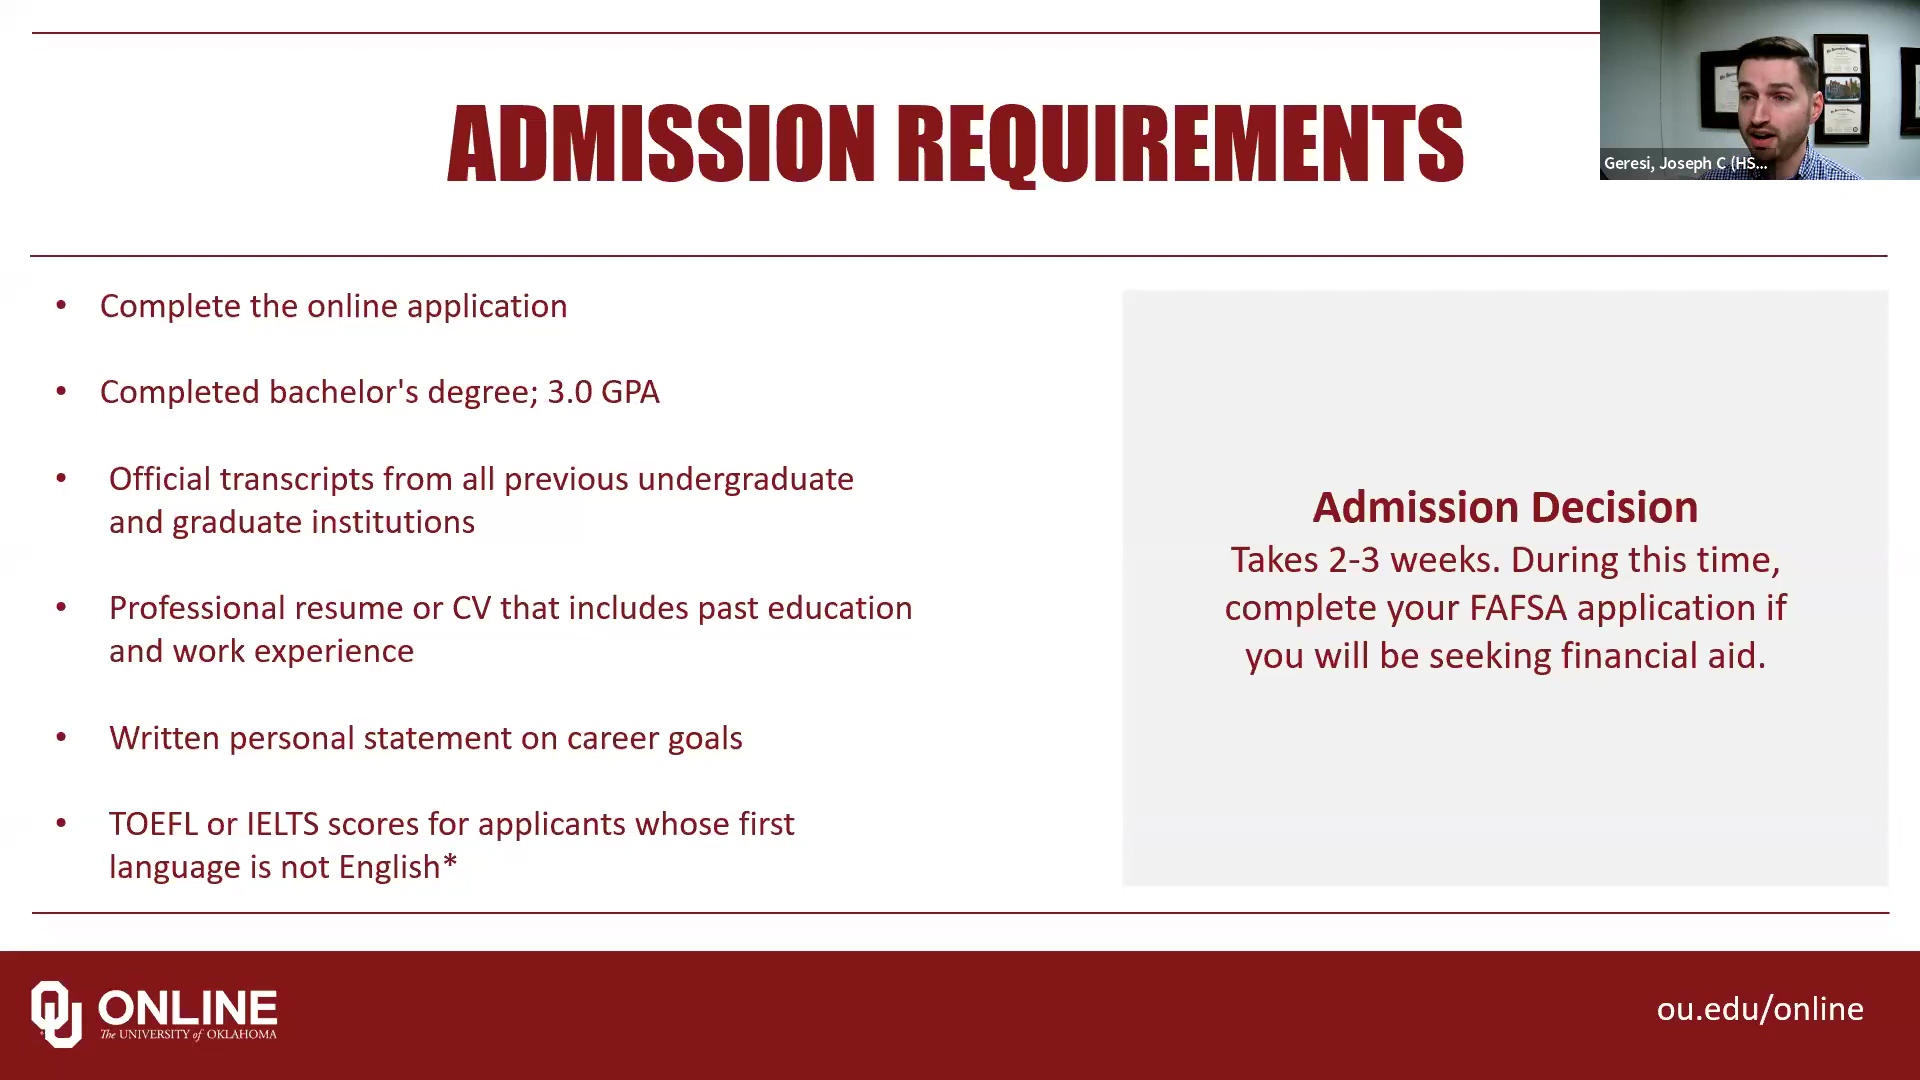 ADMISSION REQUIREMENTS
Geresi, Joseph C (HS...
• Complete the online application
• Completed bachelor's degree; 3.0 GPA
• Official transcripts from all previous undergraduate
and graduate institutions
• Professional resume or CV that includes past education
and work experience
• Written personal statement on career goals
• TOEFL or IELTS scores for applicants whose first
language is not English*
Admission Decision
Takes 2-3 weeks. During this time,
complete your FAFSA application if
you will be seeking financial aid.
OU ONLINE
The UNIVERSITY of OKLAHOMA
ou.edu/online